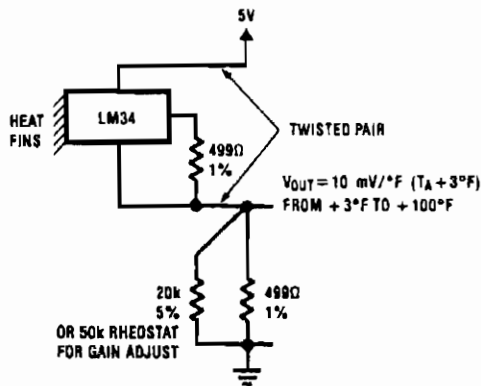 5V
HEAT
FINS
LM34
TWISTED PAIR
499Ω
1%
VOUT = 10 mV/°F (TA + 3°F)
FROM + 3°F TO + 100°F
20k
5%
499Ω
1%
OR 50k RHEOSTAT
FOR GAIN ADJUST